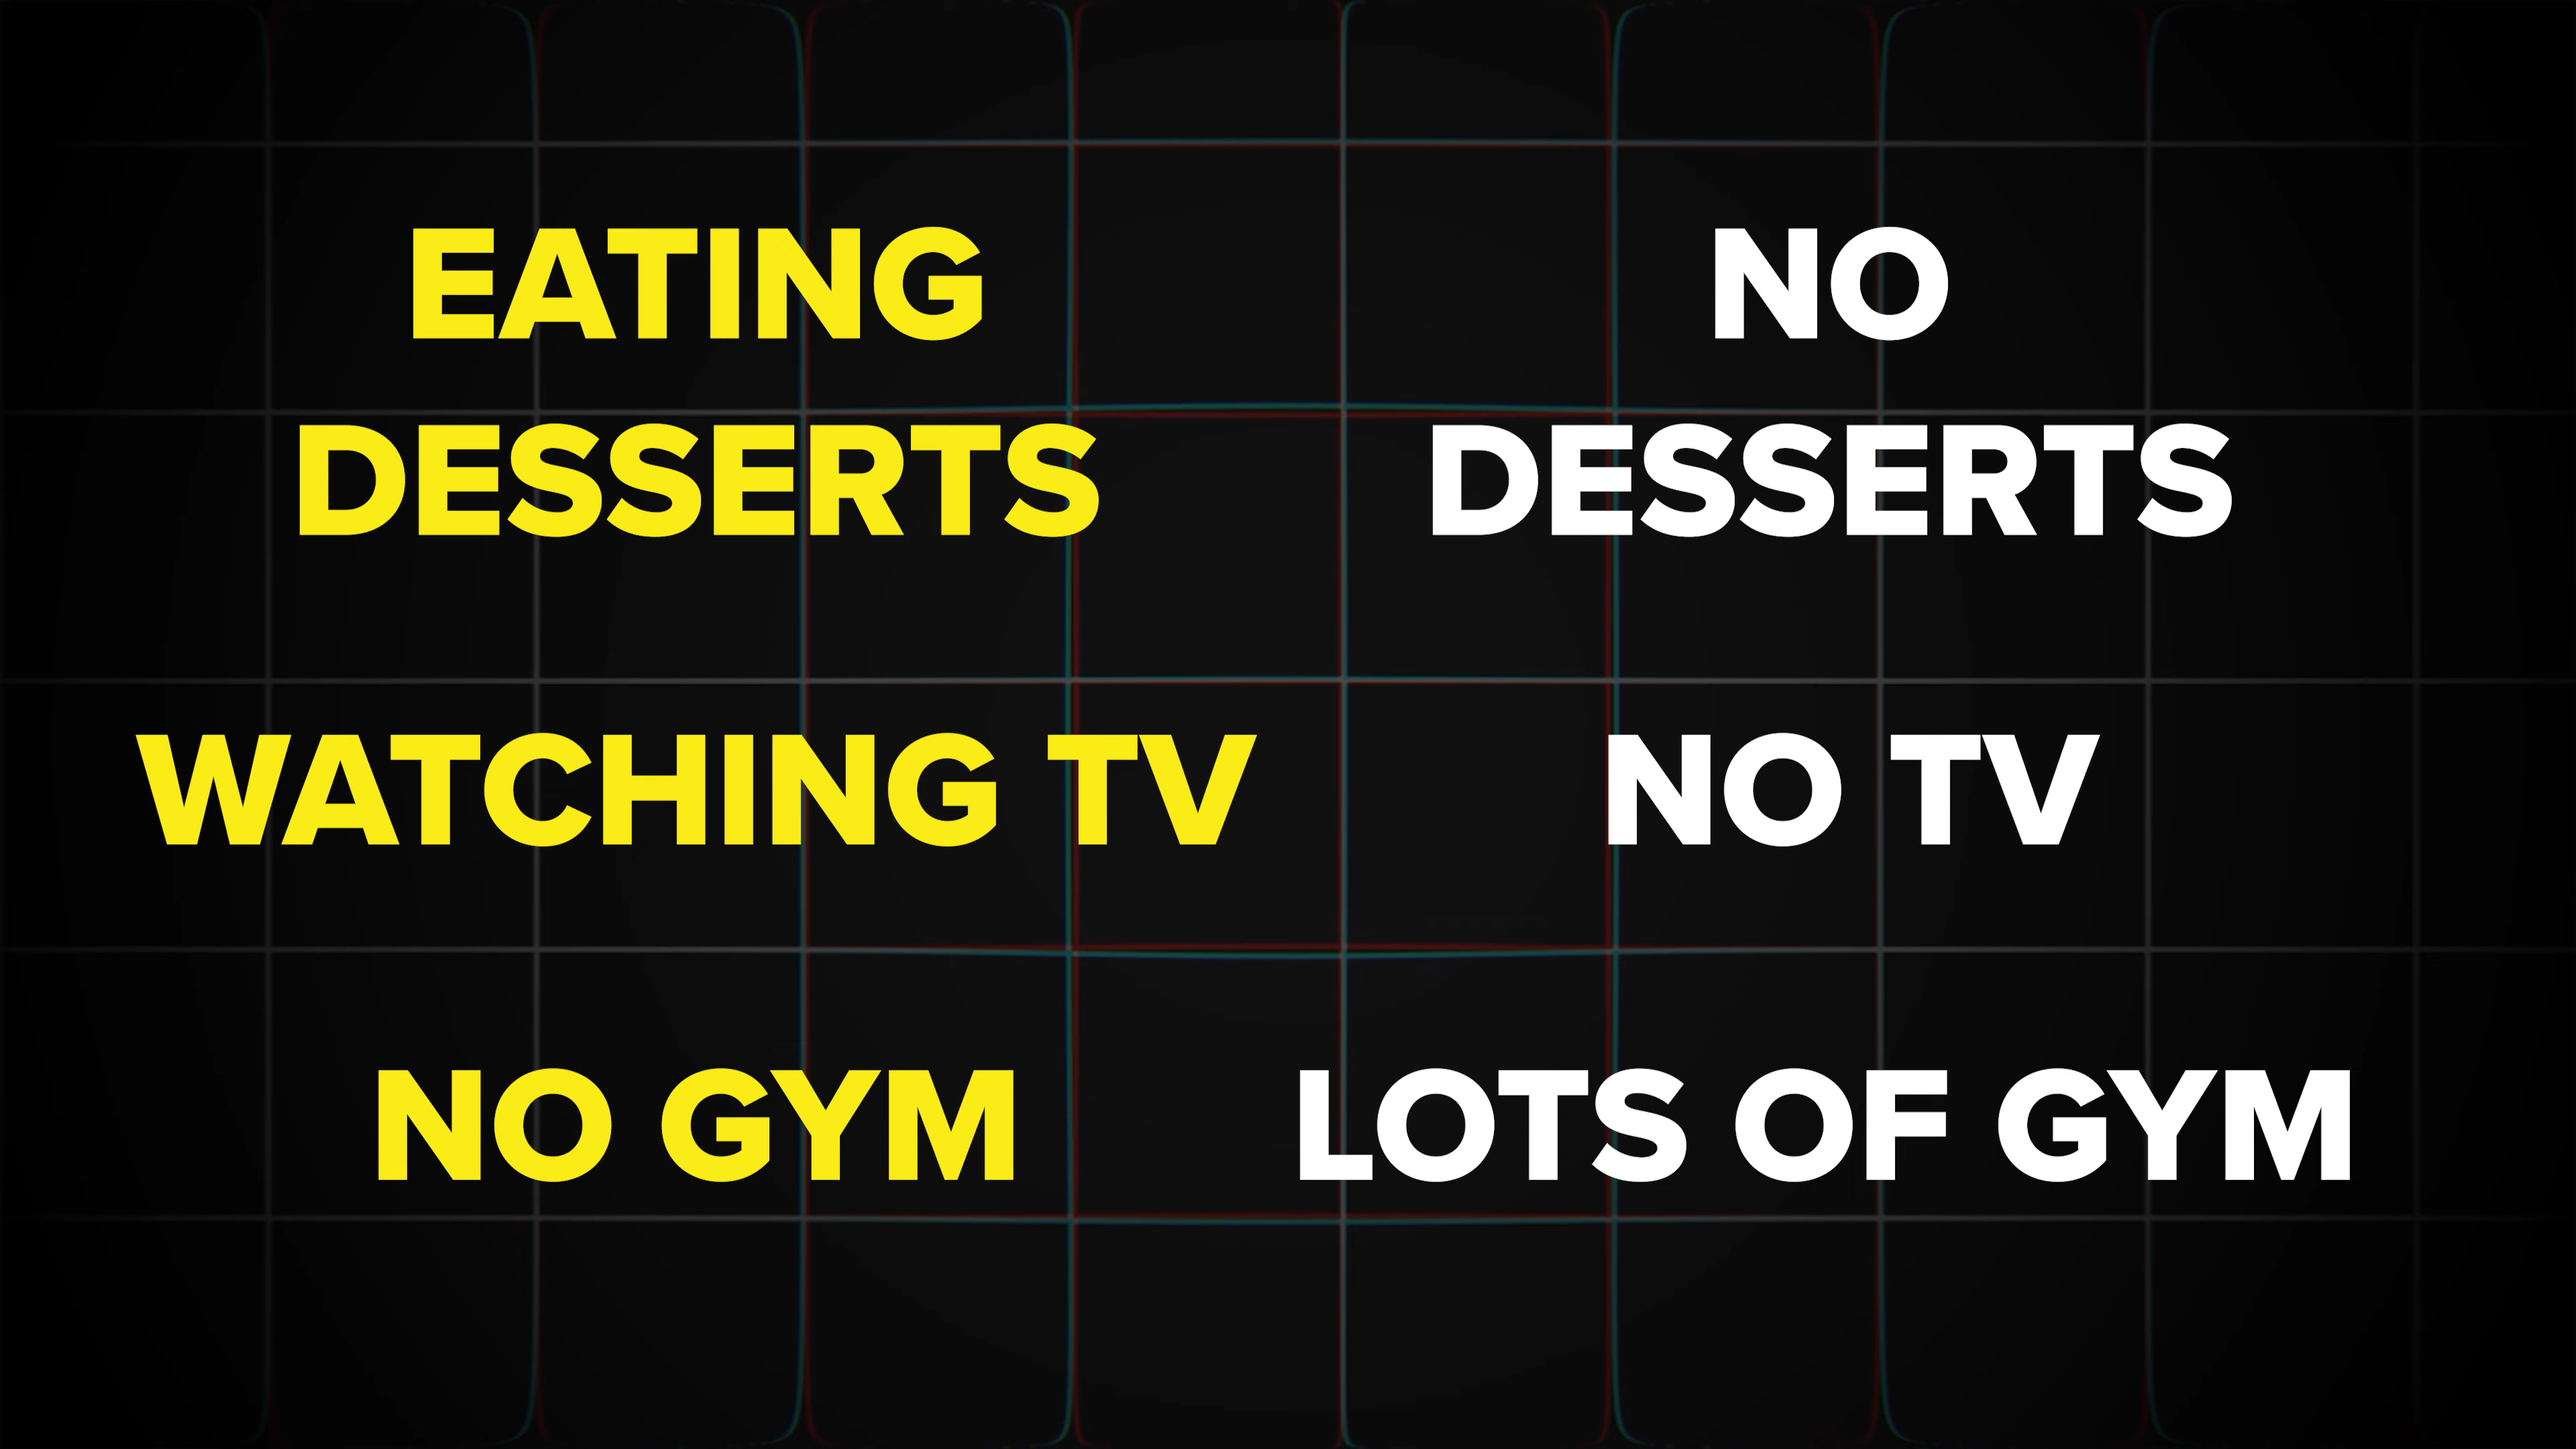 EATING
DESSERTS
NO
DESSERTS
WATCHING TV
NO TV
NO GYM
LOTS OF GYM